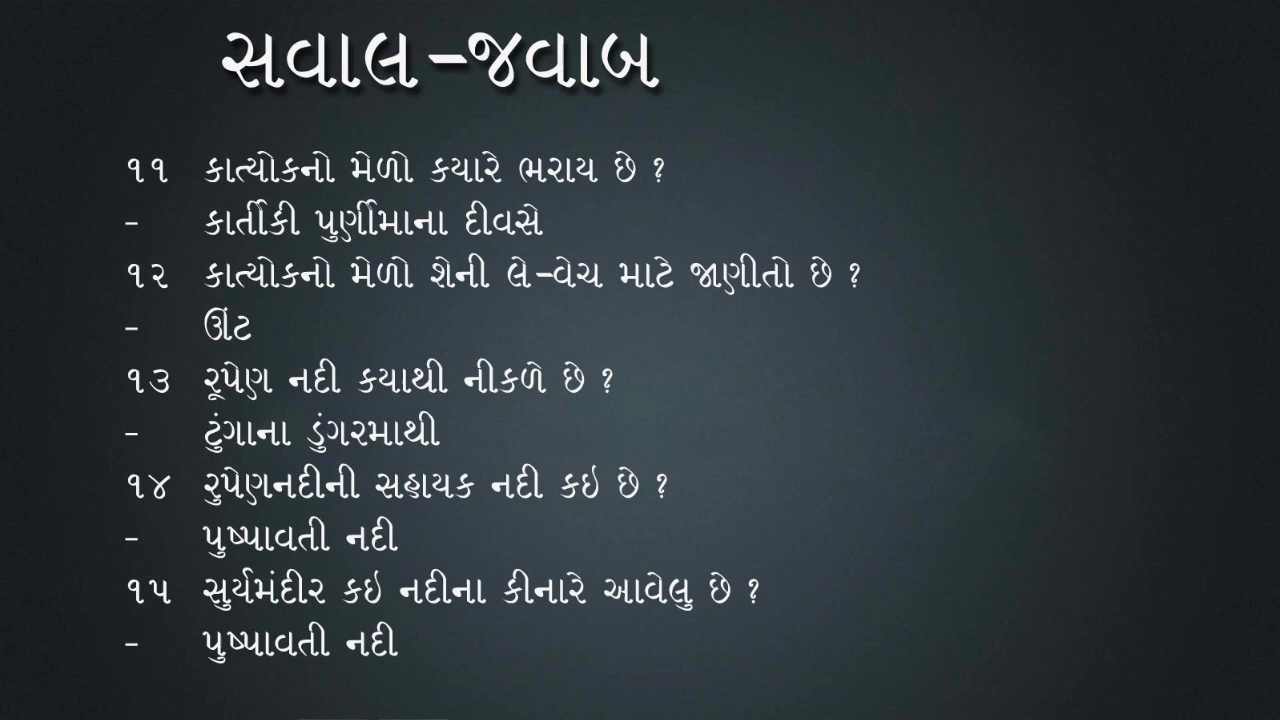 સવાલ-જવાબ
૧૧ કાત્યોકનો મેળો કયારે ભરાય છે ?
- કાર્તીકી પુર્ણીમાના દીવસે
૧૨ કાત્યોકનો મેળો શેની લે-વેચ માટે જાણીતો છે ?
- ઊંટ
૧૩ રૂપેણ નદી કયાથી નીકળે છે ?
- ટુંગાના ડુંગરમાથી
૧૪ રુપેણનદીની સહાયક નદી કઇ છે ?
- પુષ્પાવતી નદી
૧૫ સુર્યમંદીર કઇ નદીના કીનારે આવેલુ છે ?
- પુષ્પાવતી નદી